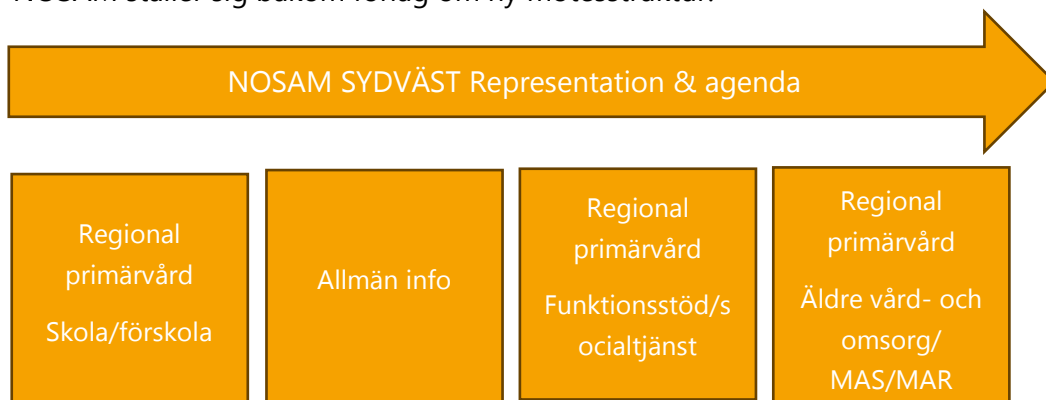 NOSAM SYDVÄST Representation & agenda
Regional
primärvård
Skola/förskola
Allmän info
Regional
primärvård
Funktionsstöd/s
ocialtjänst
Regional
primärvård
Äldre vård- och
omsorg/
MAS/MAR